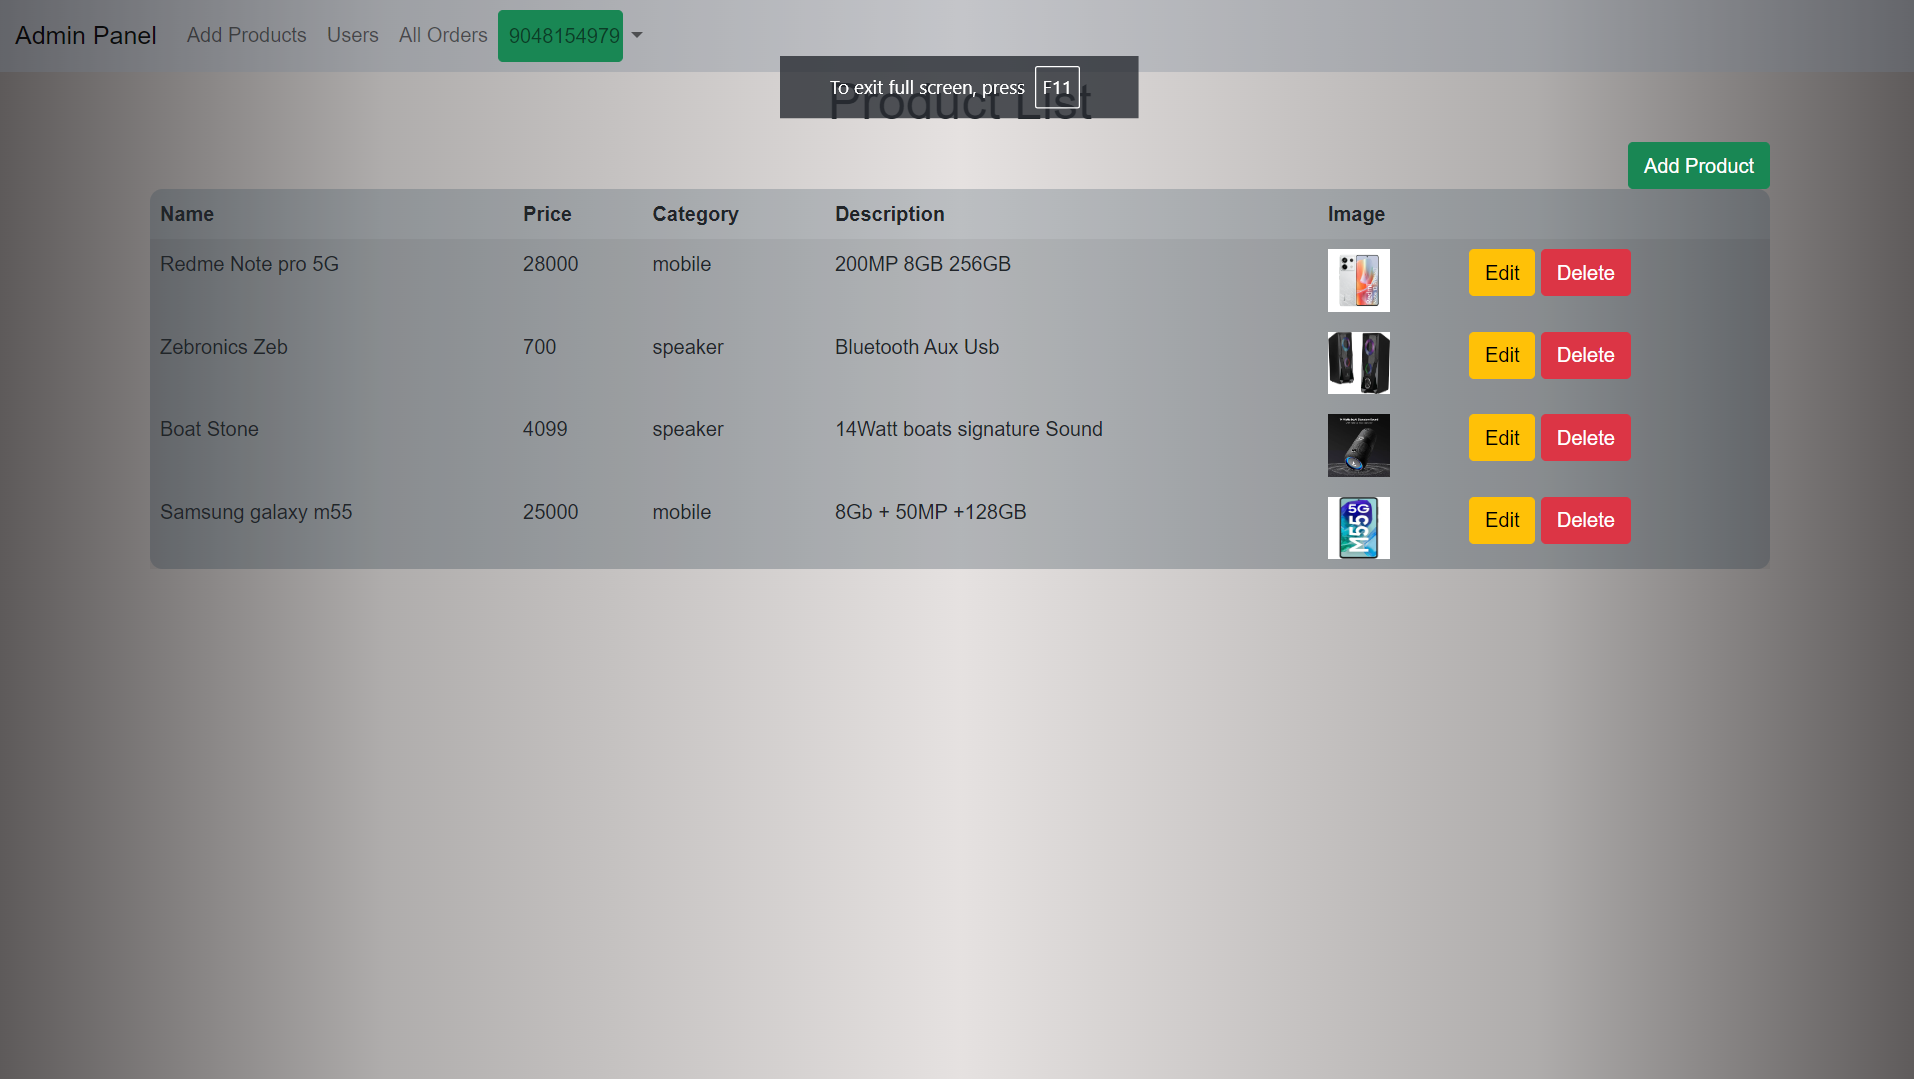 Admin Panel Add Products Users All Orders 9048154979
To exit full screen, press F11
Product List
Add Product
Name Price Category Description Image
Redme Note pro 5G 28000 mobile 200MP 8GB 256GB Edit Delete
Zebronics Zeb 700 speaker Bluetooth Aux Usb Edit Delete
Boat Stone 4099 speaker 14Watt boats signature Sound Edit Delete
Samsung galaxy m55 25000 mobile 8Gb + 50MP +128GB Edit Delete
5G
M55